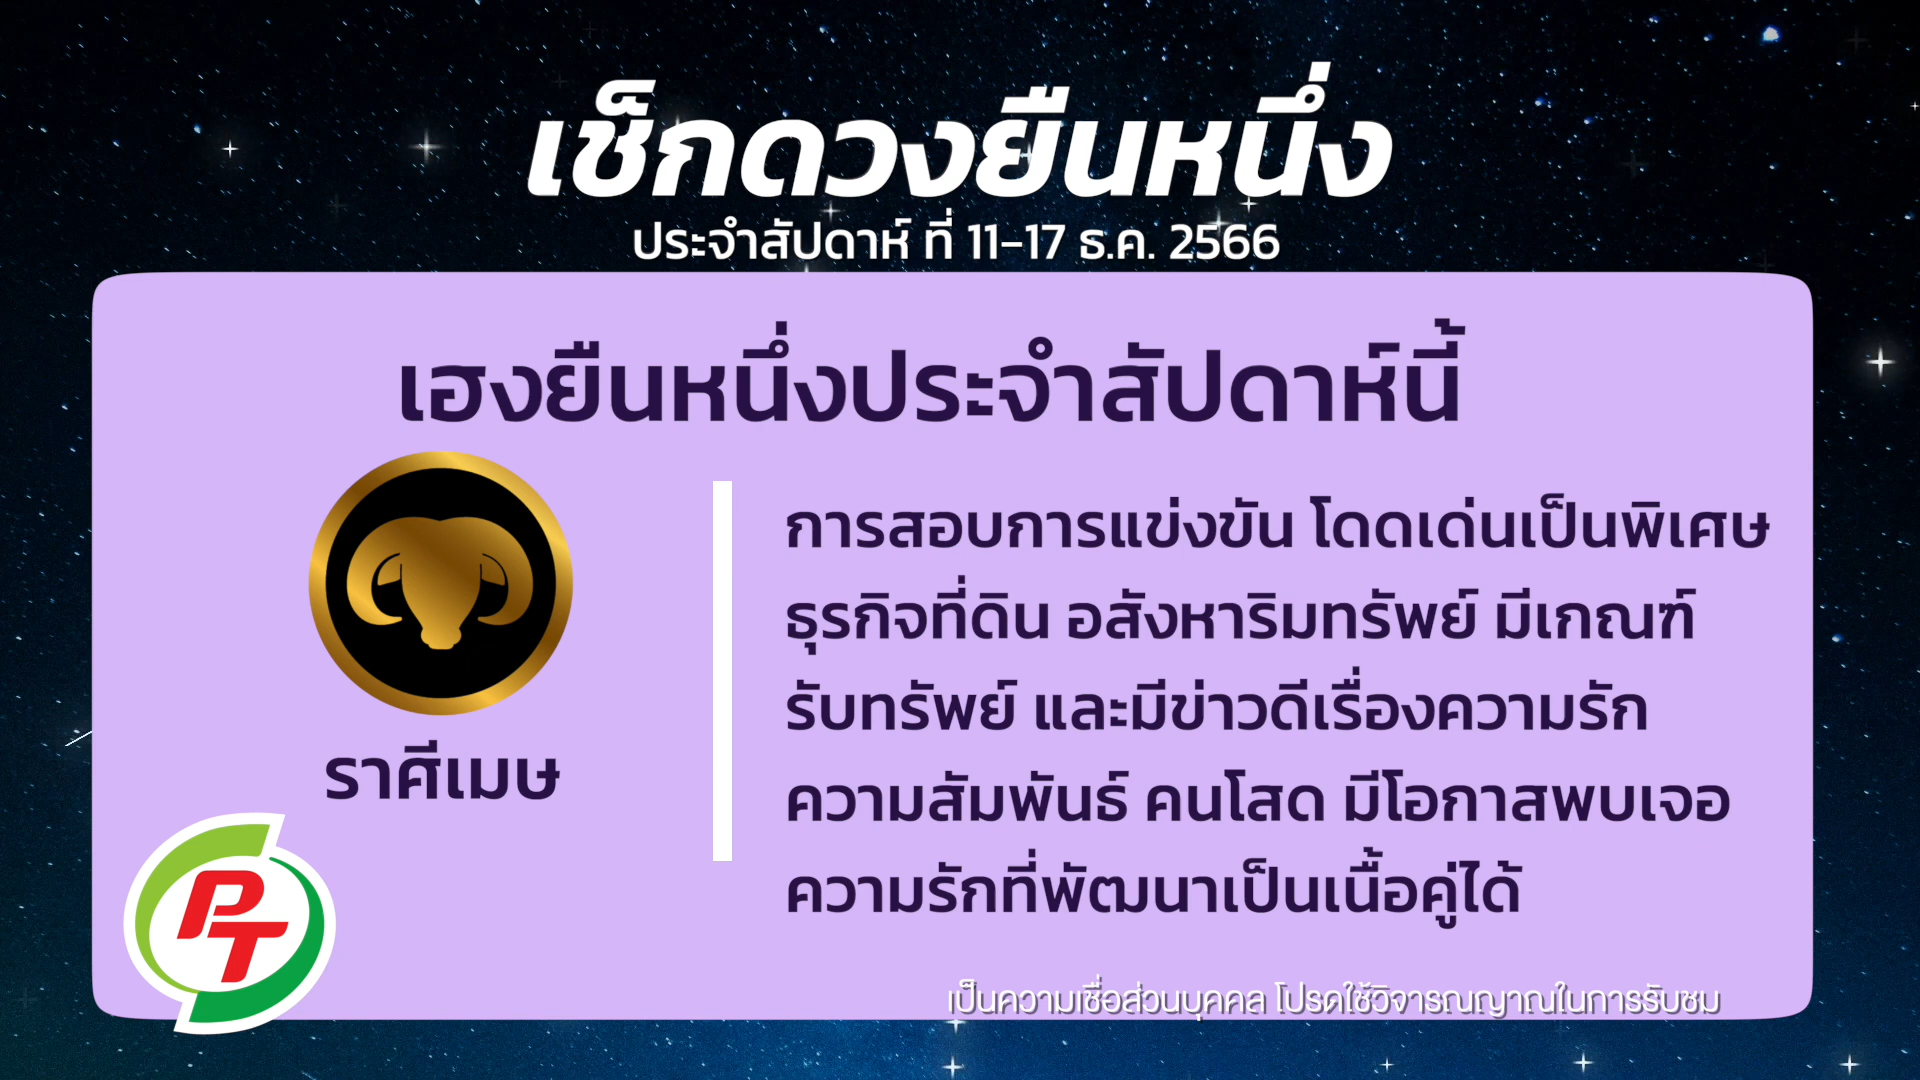 เช็กดวงยืนหนึ่ง
ประจำสัปดาห์ ที่ 11-17 ธ.ค. 2566
เฮงยืนหนึ่งประจำสัปดาห์นี้
ราศีเมษ
การสอบการแข่งขัน โดดเด่นเป็นพิเศษ
ธุรกิจที่ดิน อสังหาริมทรัพย์ มีเกณฑ์
รับทรัพย์ และมีข่าวดีเรื่องความรัก
ความสัมพันธ์ คนโสด มีโอกาสพบเจอ
ความรักที่พัฒนาเป็นเนื้อคู่ได้
PT
เป็นความเชื่อส่วนบุคคล โปรดใช้วิจารณญาณในการรับชม